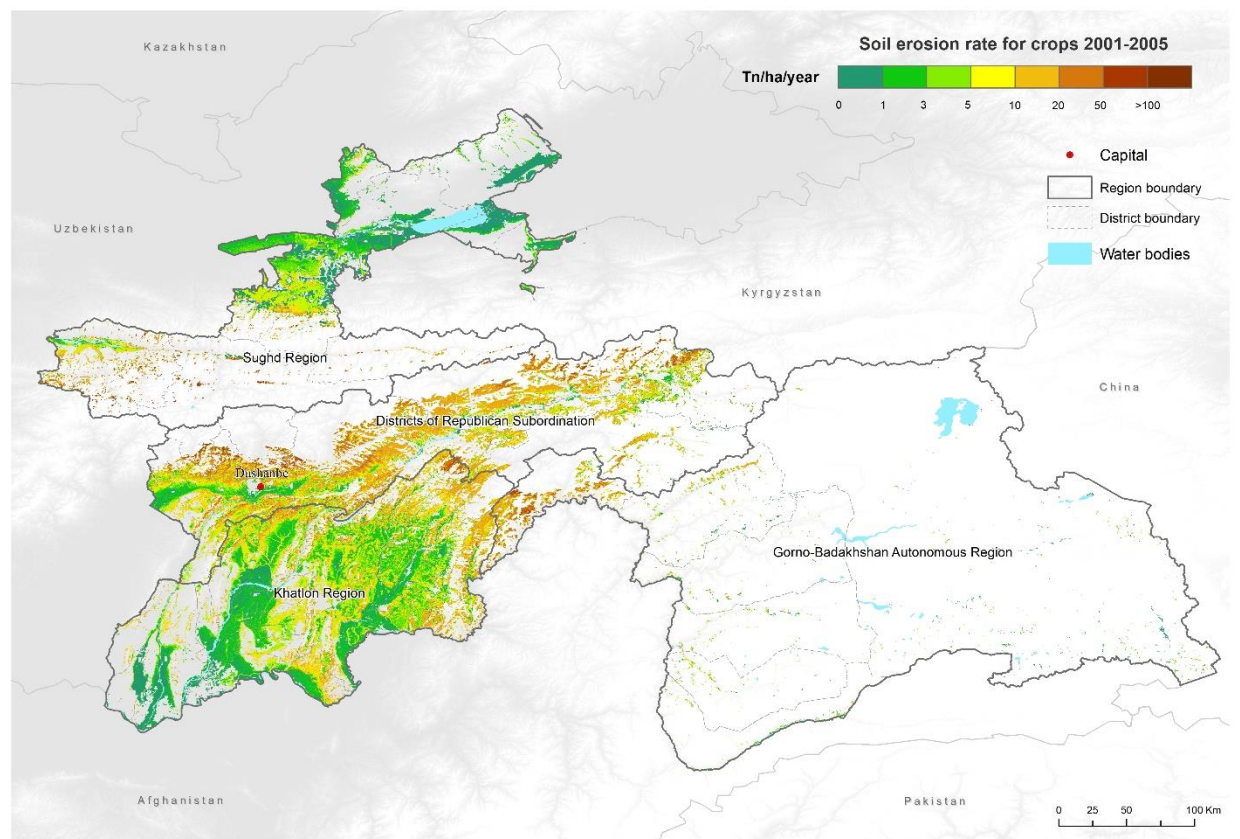 Kazakhstan
Soil erosion rate for crops 2001-2005
Tn/ha/year
0 1 3 5 10 20 50 >100
Capital
Region boundary
District boundary
Water bodies
Uzbekistan
Kyrgyzstan
Sughd Region
China
Districts of Republican Subordination
Dushanbe
Gorno-Badakhshan Autonomous Region
Khatlon Region
Afghanistan
Pakistan
0 25 50 100 Km